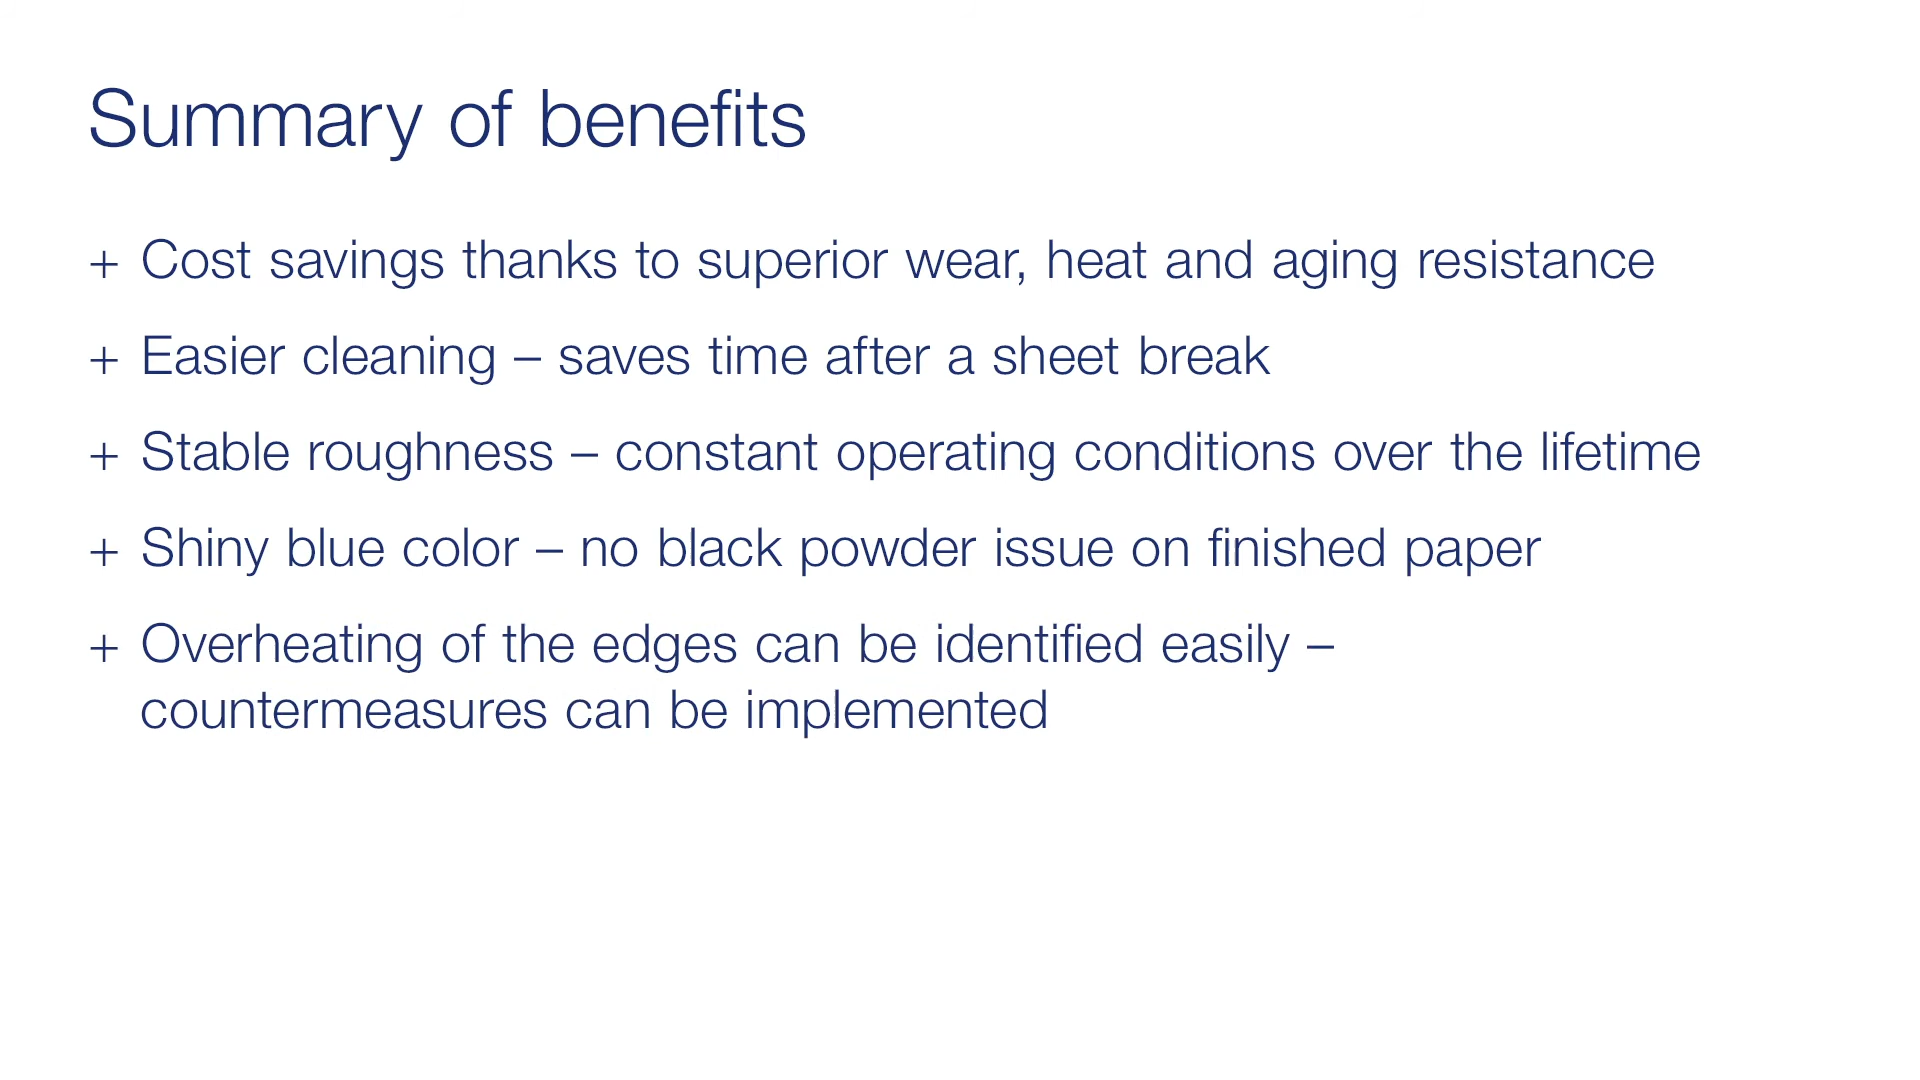 Summary of benefits
+ Cost savings thanks to superior wear, heat and aging resistance
+ Easier cleaning – saves time after a sheet break
+ Stable roughness – constant operating conditions over the lifetime
+ Shiny blue color – no black powder issue on finished paper
+ Overheating of the edges can be identified easily –
countermeasures can be implemented